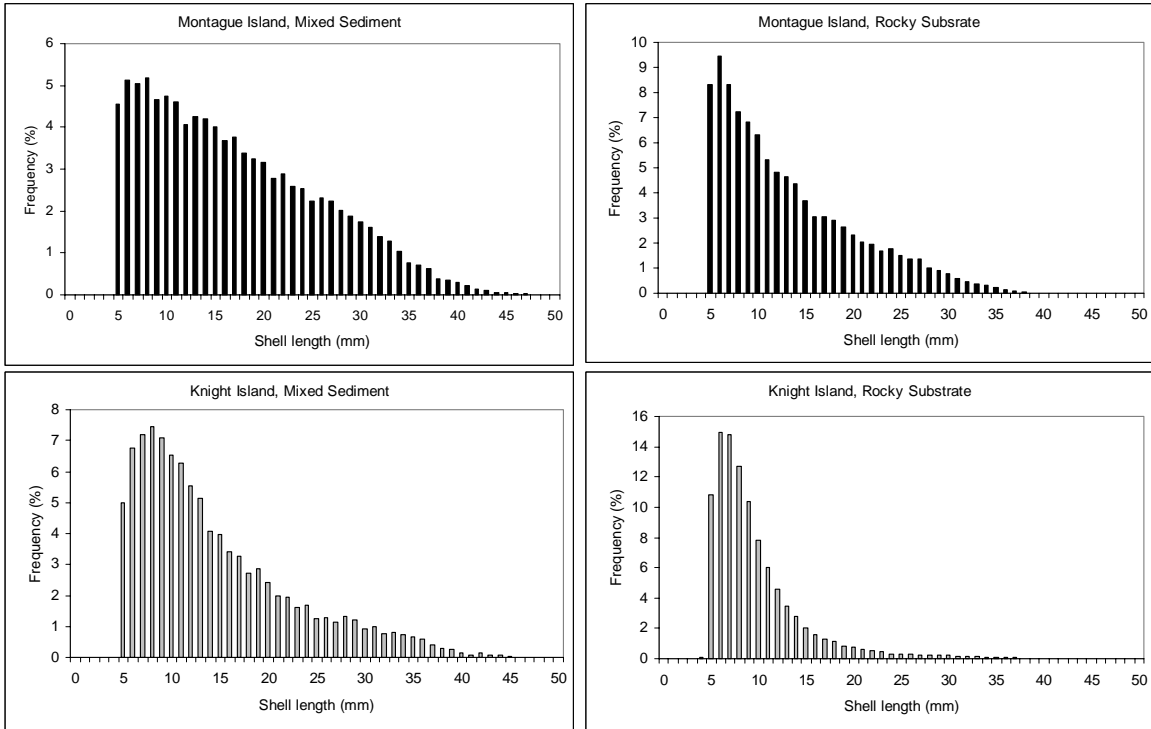 Montague Island, Mixed Sediment
6
5
4
3
2
1
0
0 5 10 15 20 25 30 35 40 45 50
Shell length (mm)
Frequency (%)
Montague Island, Rocky Subsrate
10
9
8
7
6
5
4
3
2
1
0
0 5 10 15 20 25 30 35 40 45 50
Shell length (mm)
Frequency (%)
Knight Island, Mixed Sediment
8
7
6
5
4
3
2
1
0
0 5 10 15 20 25 30 35 40 45 50
Shell length (mm)
Frequency (%)
Knight Island, Rocky Substrate
16
14
12
10
8
6
4
2
0
0 5 10 15 20 25 30 35 40 45 50
Shell length (mm)
Frequency (%)